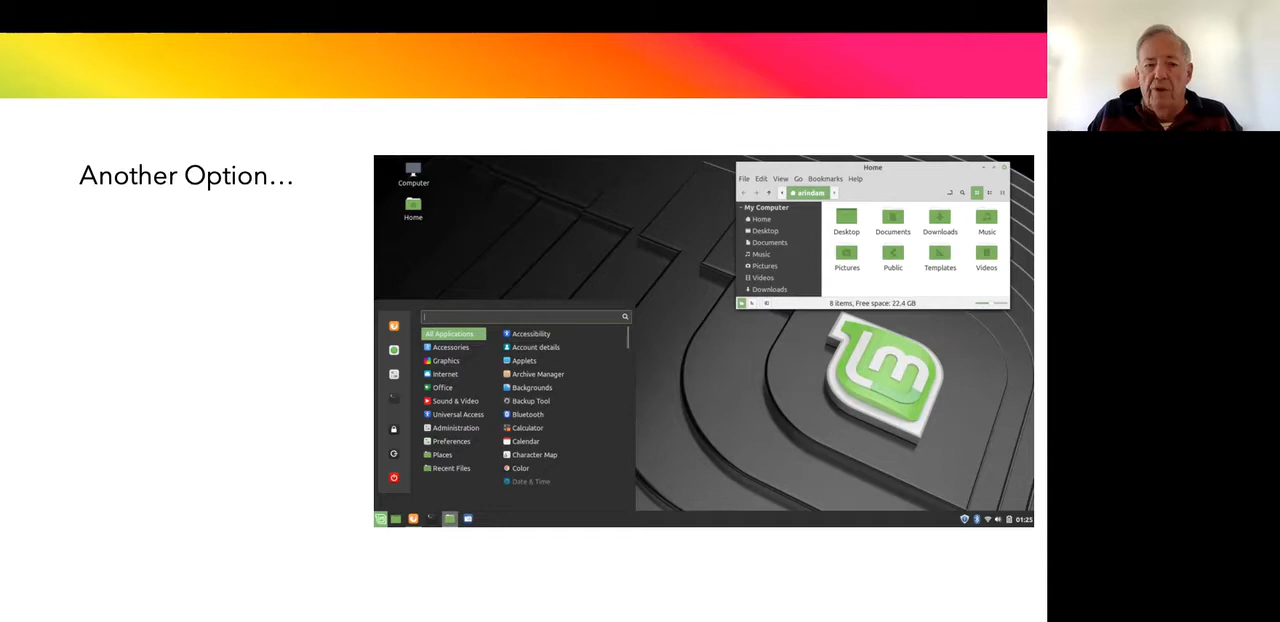 Another Option...
Computer
Home
Home
File Edit View Go Bookmarks Help
arindam
My Computer
Home
Desktop
Documents
Music
Pictures
Videos
Downloads
Desktop Documents Downloads Music
Pictures Public Templates Videos
8 items, Free space: 22.4 GB
All Applications
Accessories
Graphics
Internet
Office
Sound & Video
Universal Access
Administration
Preferences
Places
Recent Files
Accessibility
Account details
Applets
Archive Manager
Backgrounds
Backup Tool
Bluetooth
Calculator
Calendar
Character Map
Color
Date & Time
01:25